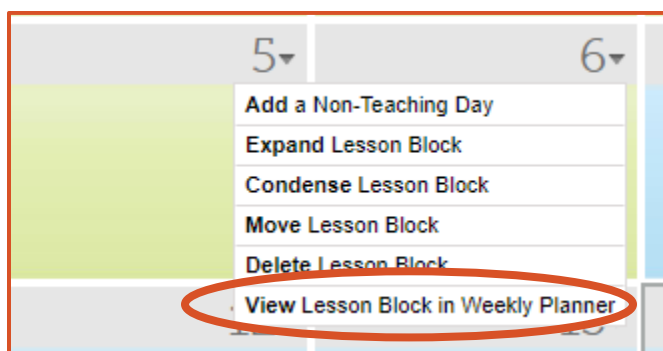 5
6
Add a Non-Teaching Day
Expand Lesson Block
Condense Lesson Block
Move Lesson Block
Delete Lesson Block
View Lesson Block in Weekly Planner